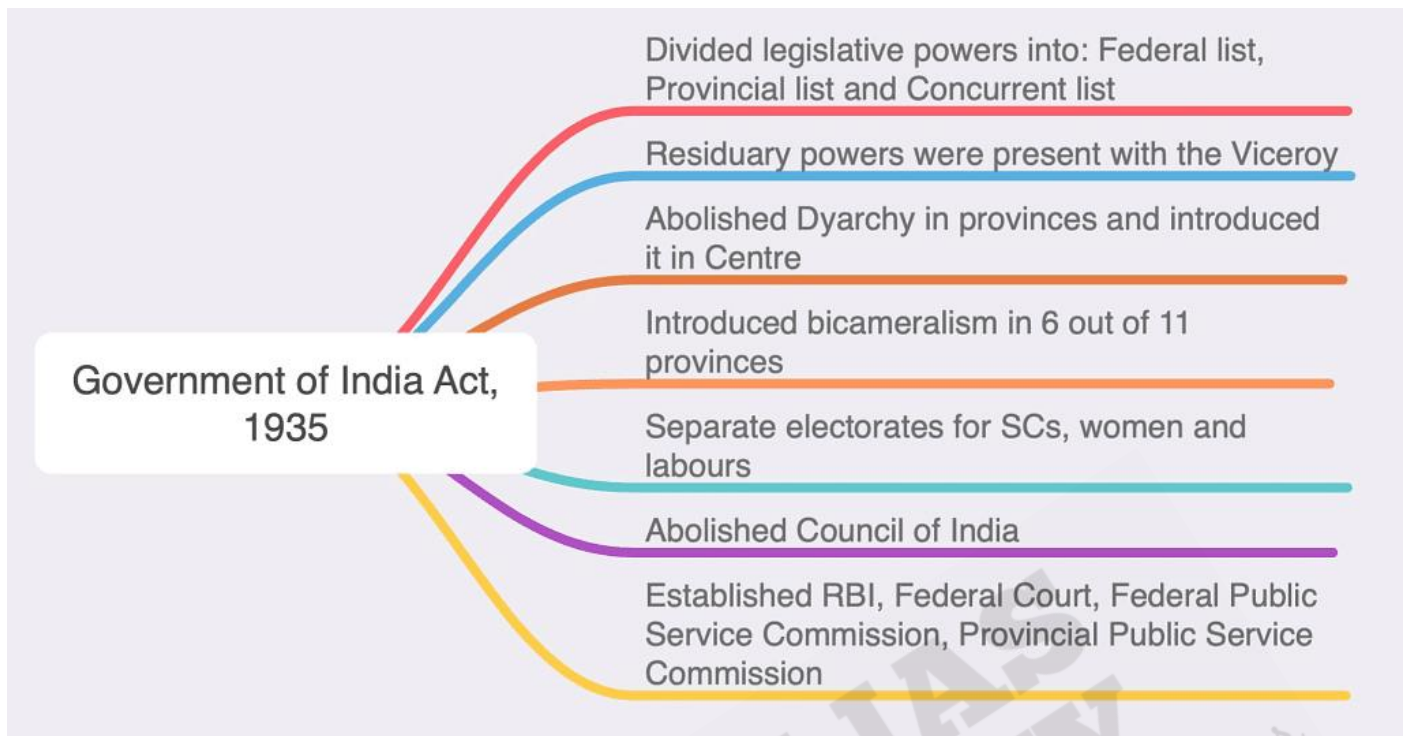 Divided legislative powers into: Federal list,
Provincial list and Concurrent list
Residuary powers were present with the Viceroy
Abolished Dyarchy in provinces and introduced
it in Centre
Introduced bicameralism in 6 out of 11
provinces
Government of India Act,
1935
Separate electorates for SCs, women and
labours
Abolished Council of India
Established RBI, Federal Court, Federal Public
Service Commission, Provincial Public Service
Commission
IAS